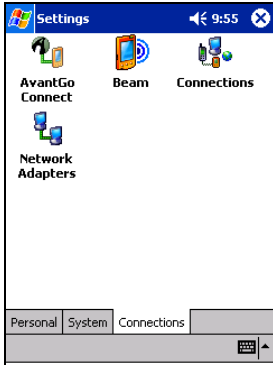 Settings 9:55
AvantGo Connect
Beam
Connections
Network Adapters
Personal System Connections